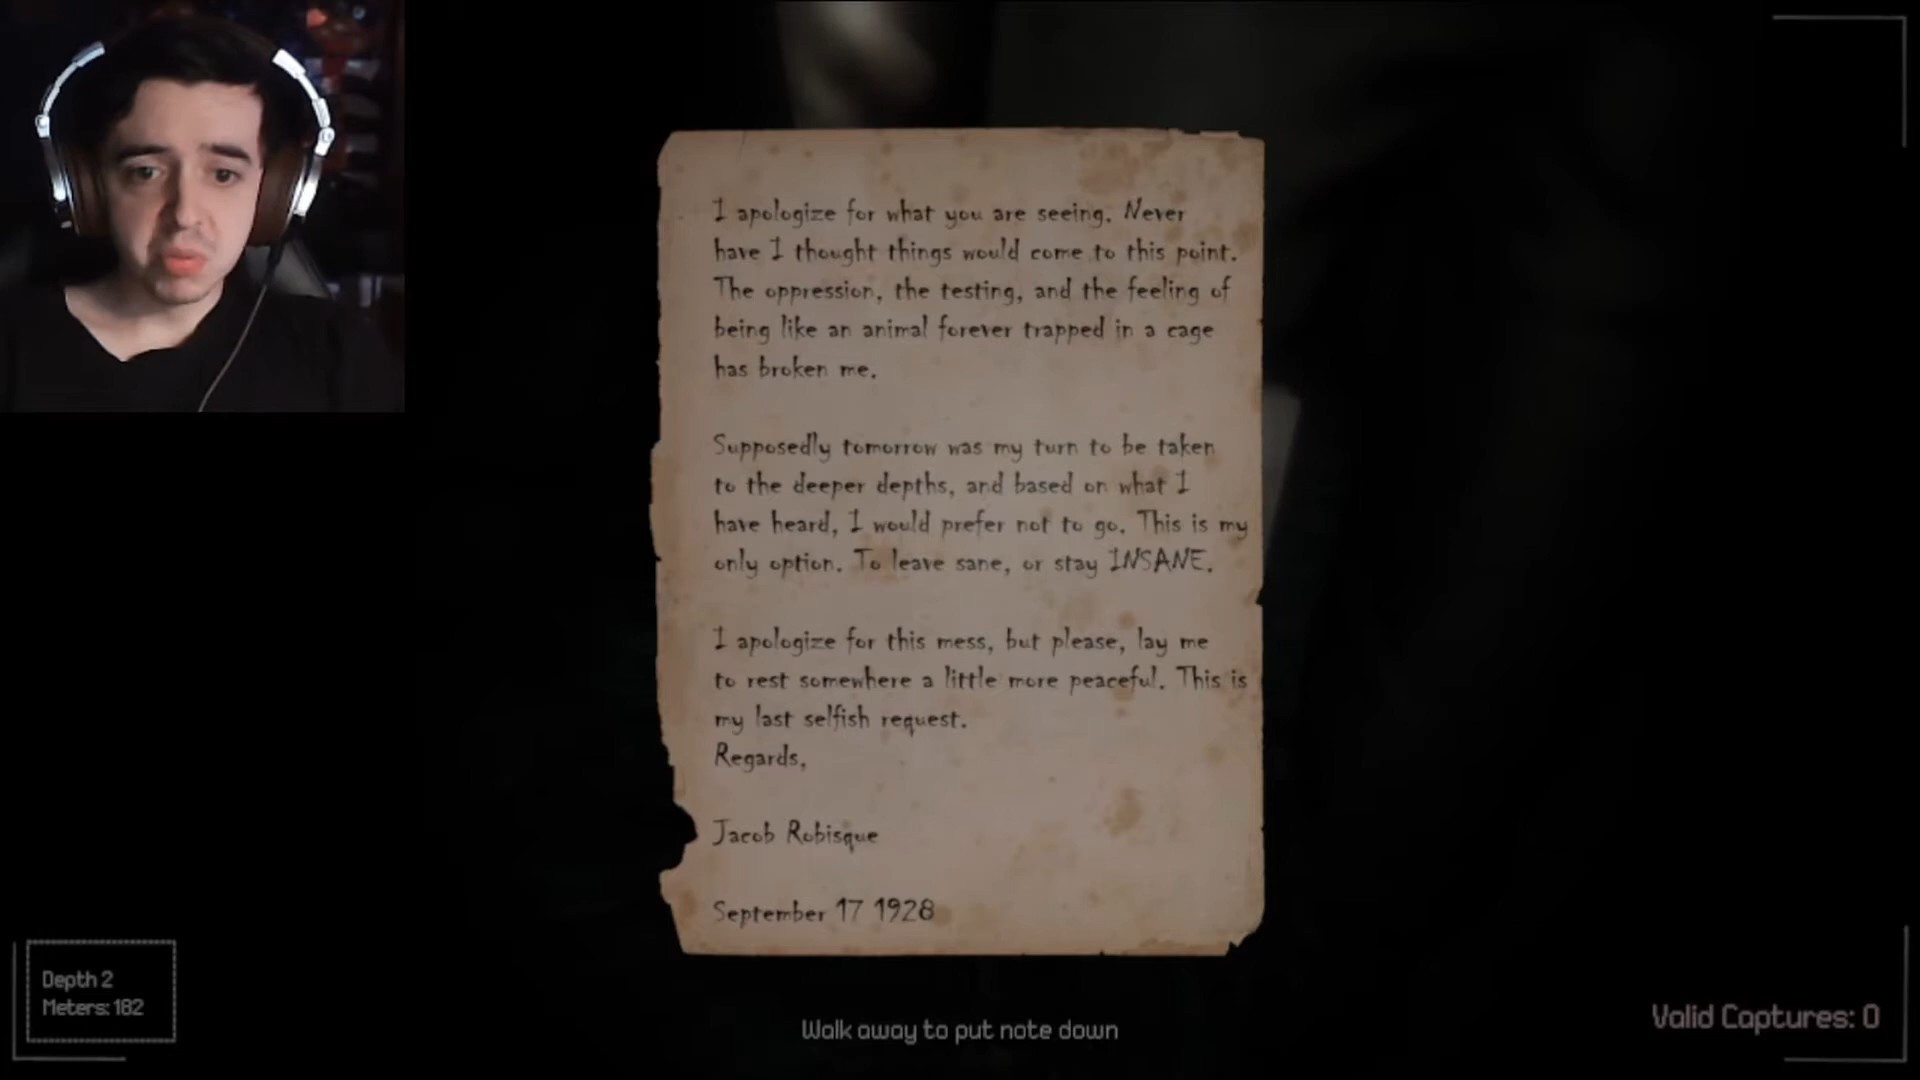 I apologize for what you are seeing. Never
have I thought things would come to this point.
The oppression, the testing, and the feeling of
being like an animal forever trapped in a cage
has broken me.
Supposedly tomorrow was my turn to be taken
to the deeper depths, and based on what I
have heard, I would prefer not to go. This is my
only option. To leave sane, or stay INSANE.
I apologize for this mess, but please, lay me
to rest somewhere a little more peaceful. This is
my last selfish request.
Regards,
Jacob Robisque
September 17 1928
Depth 2
Meters: 182
Walk away to put note down
Valid Captures: 0